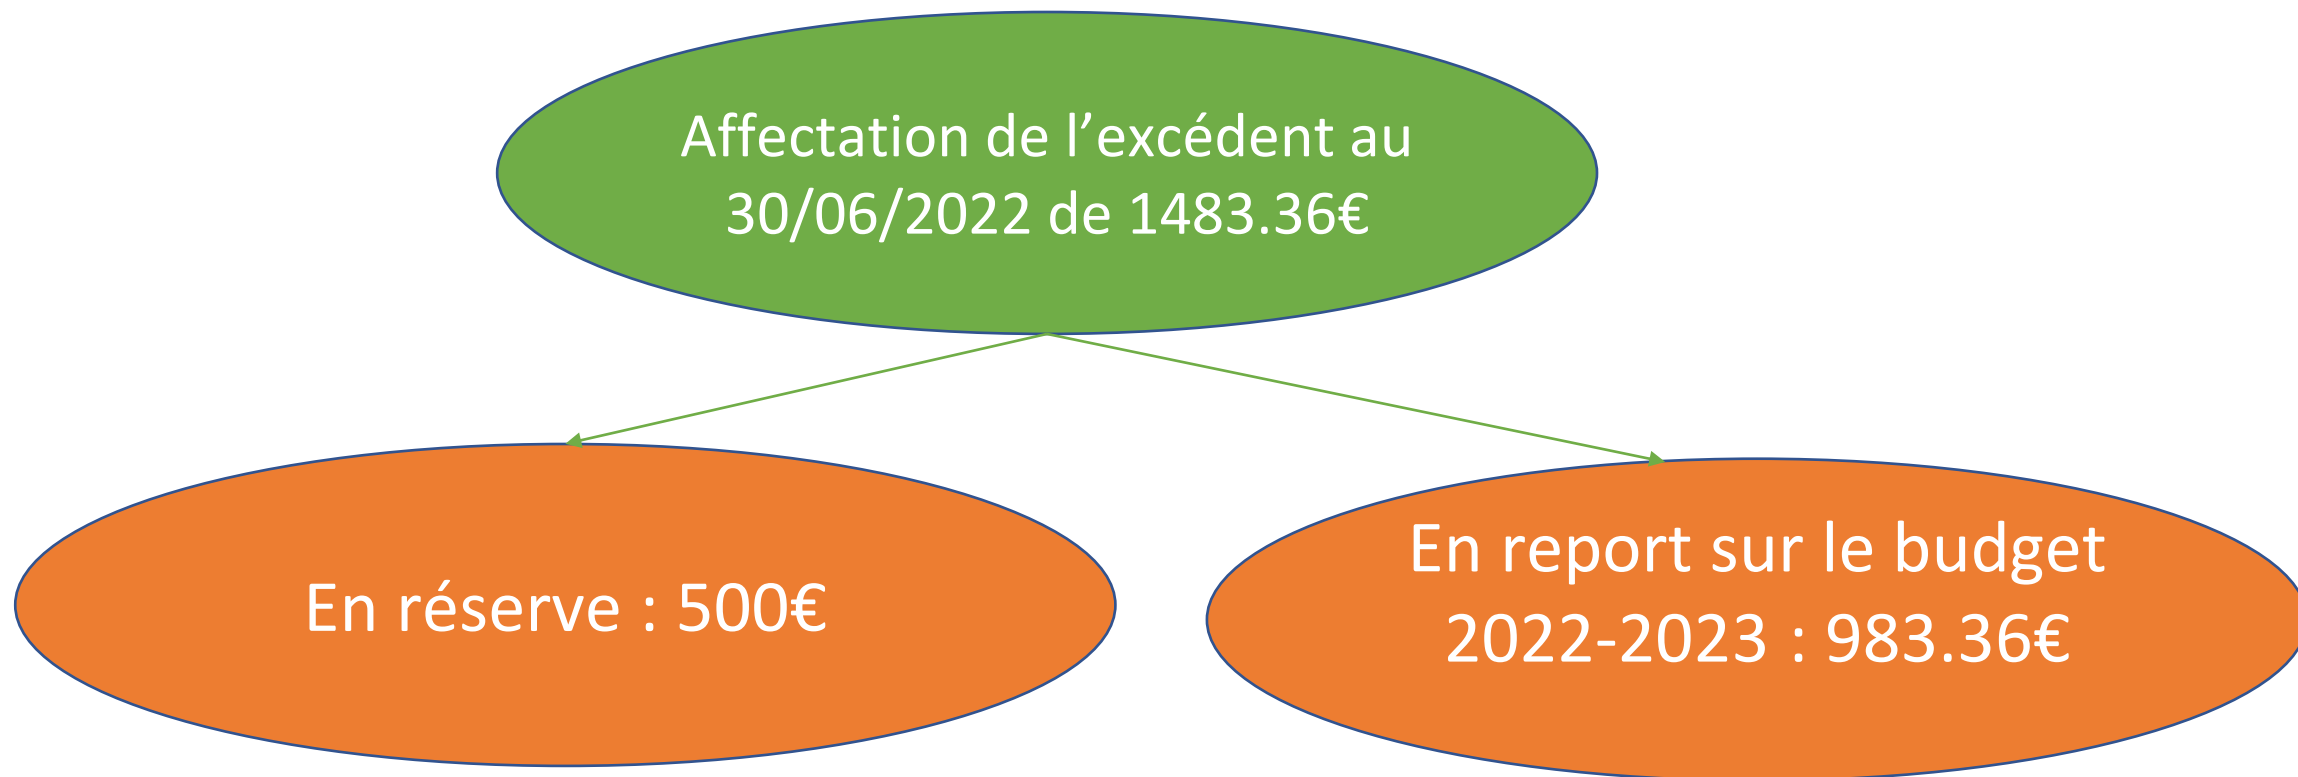 Affectation de l’excédent au
30/06/2022 de 1483.36€
En réserve : 500€
En report sur le budget
2022-2023 : 983.36€